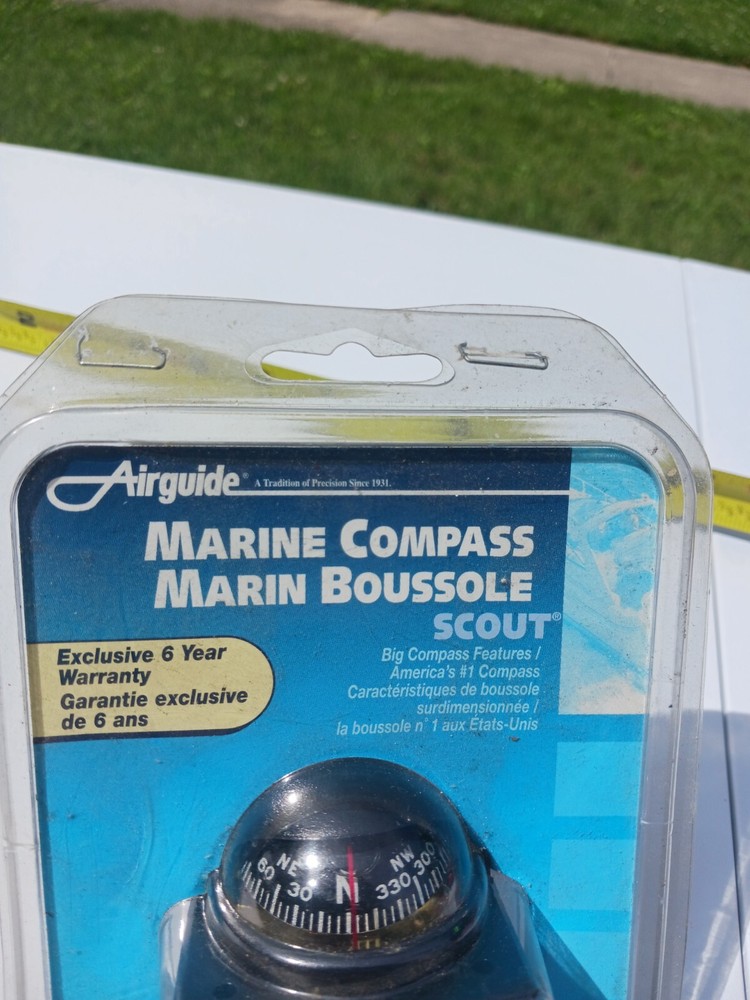 Airguide® A Tradition of Precision Since 1931.
MARINE COMPASS
MARIN BOUSSOLE
SCOUT®
Exclusive 6 Year
Warranty
Garantie exclusive
de 6 ans
Big Compass Features /
America's #1 Compass
Caractéristiques de boussole
surdimensionnée /
la boussole n° 1 aux États-Unis
60 NE 30 N 330 NW 300